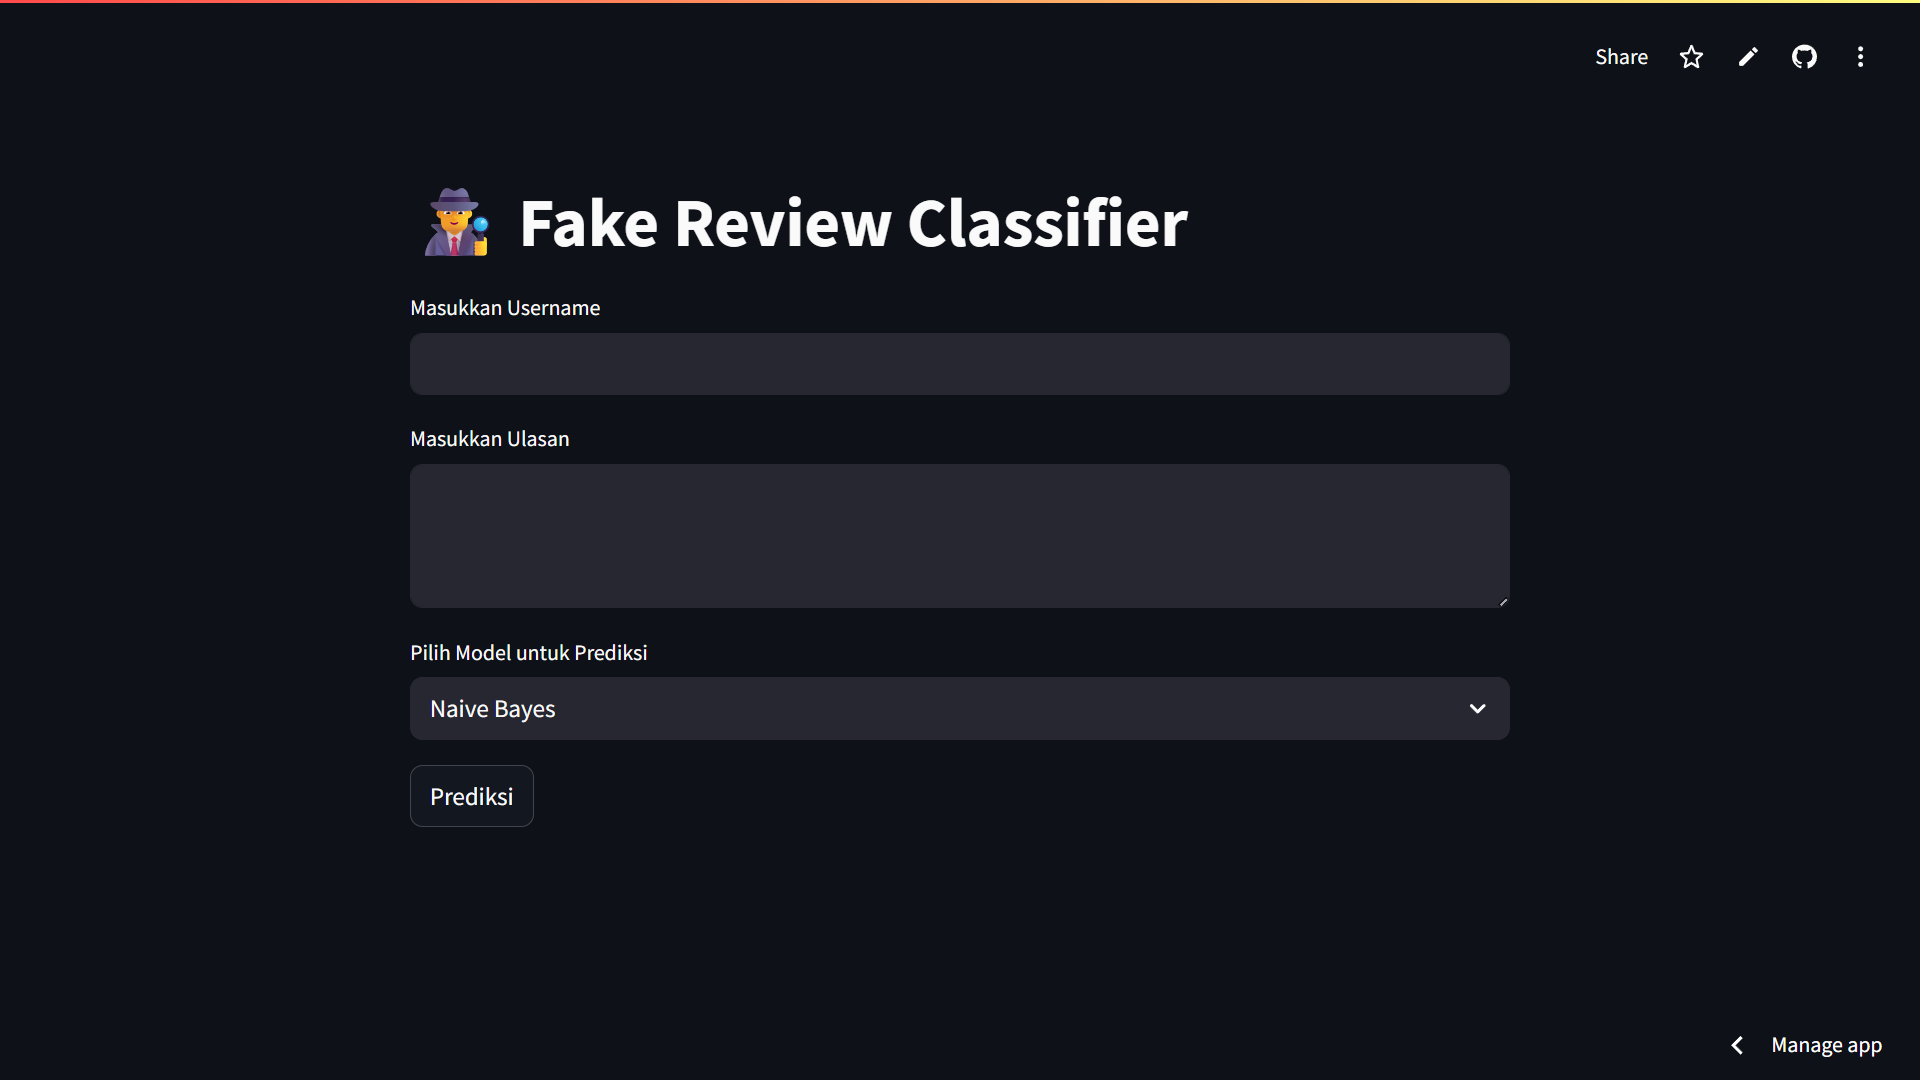 Share
Fake Review Classifier
Masukkan Username
Masukkan Ulasan
Pilih Model untuk Prediksi
Naive Bayes
Prediksi
Manage app